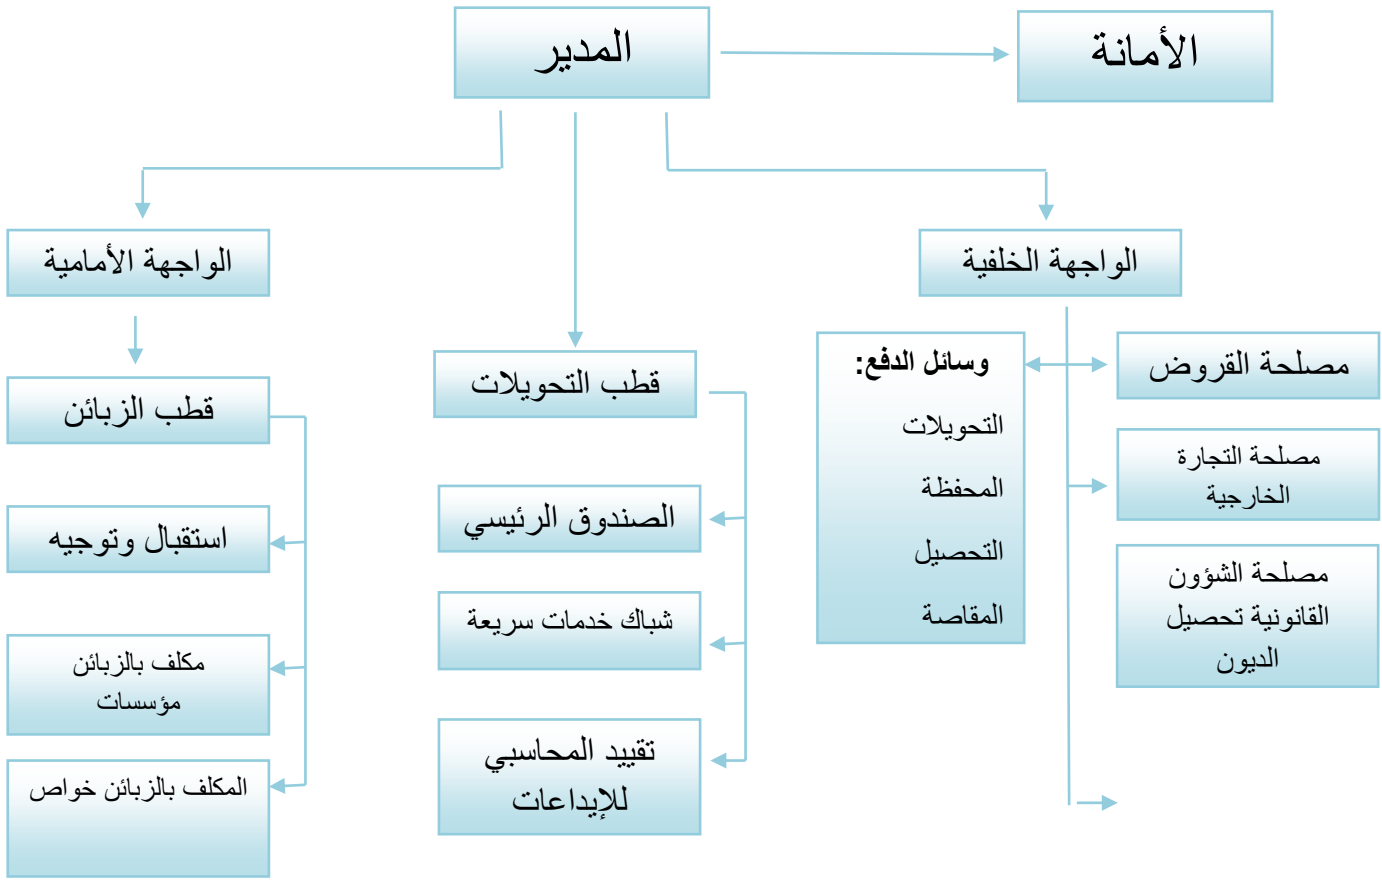 المدير
الأمانة
الواجهة الخلفية
مصلحة القروض
مصلحة التجارة
الخارجية
مصلحة الشؤون
القانونية تحصيل
الديون
وسائل الدفع:
التحويلات
المحفظة
التحصيل
المقاصة
قطب التحويلات
الصندوق الرئيسي
شباك خدمات سريعة
تقييد المحاسبي
للإيداعات
الواجهة الأمامية
قطب الزبائن
استقبال وتوجيه
مكلف بالزبائن
مؤسسات
المكلف بالزبائن خواص